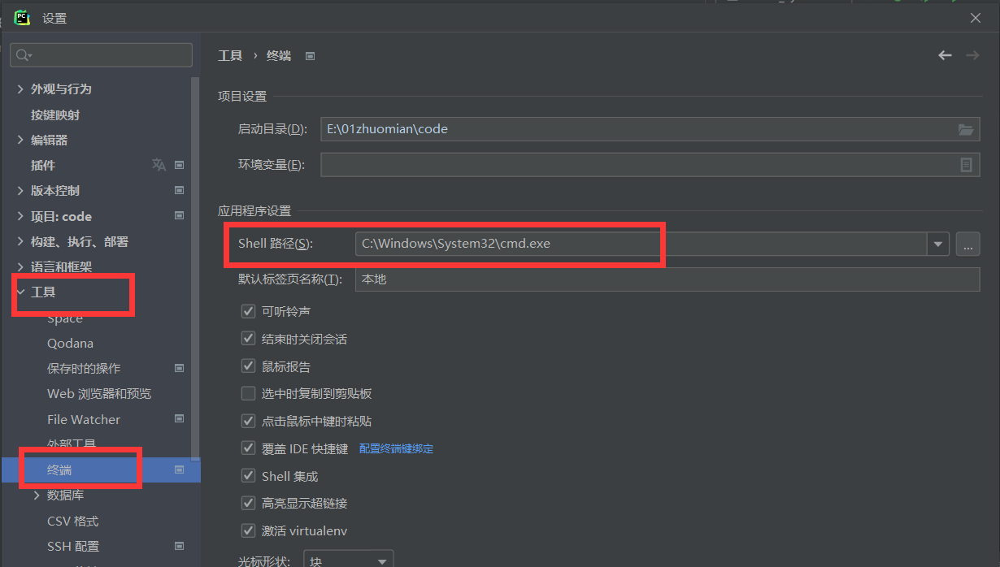 PC
设置
工具 › 终端
外观与行为
按键映射
编辑器
插件
版本控制
项目: code
构建、执行、部署
语言和框架
工具
Space
Qodana
保存时的操作
Web 浏览器和预览
File Watcher
外部工具
终端
数据库
CSV 格式
SSH 配置
项目设置
启动目录(D): E:\01zhuomian\code
环境变量(E):
应用程序设置
Shell 路径(S): C:\Windows\System32\cmd.exe ...
默认标签页名称(T): 本地
可听铃声
结束时关闭会话
鼠标报告
选中时复制到剪贴板
点击鼠标中键时粘贴
覆盖 IDE 快捷键 配置终端键绑定
Shell 集成
高亮显示超链接
激活 virtualenv
光标形状: 块